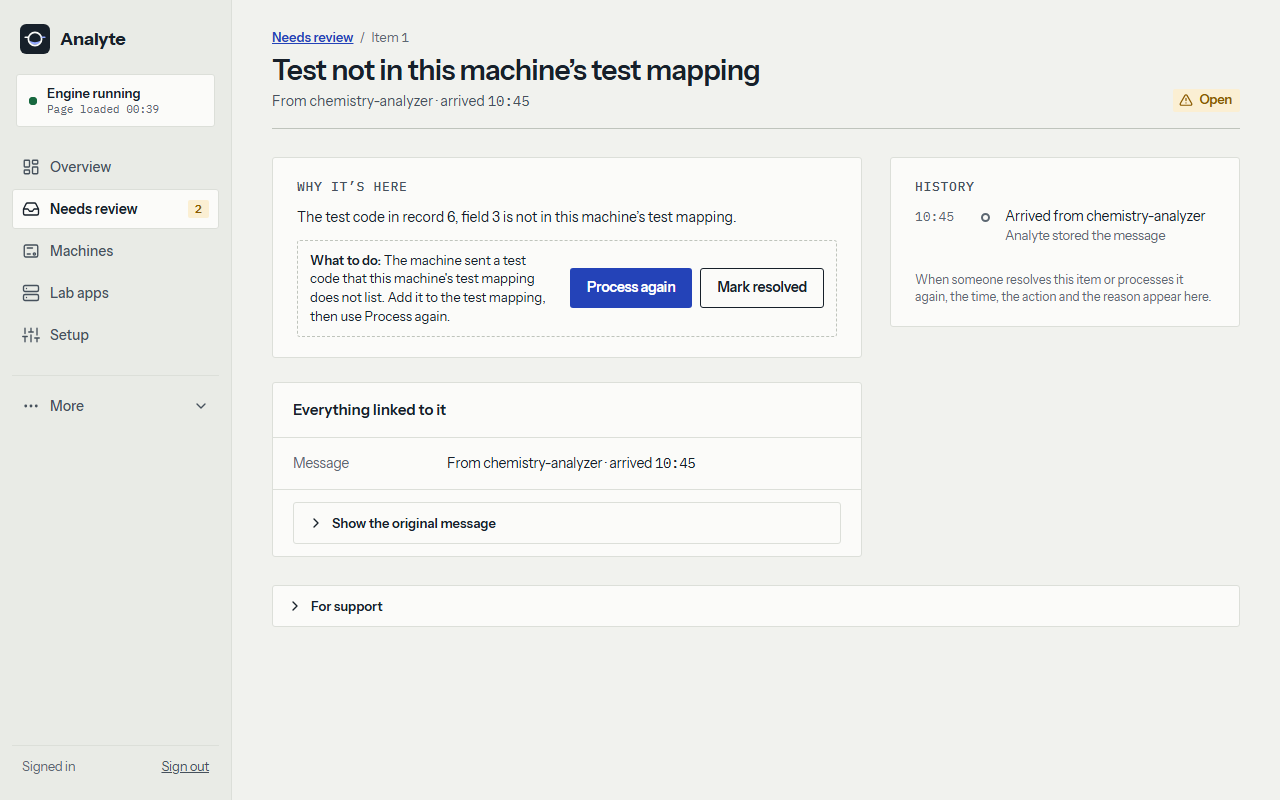 Analyte
Engine running
Page loaded 00:39
Overview
Needs review 2
Machines
Lab apps
Setup
More
Signed in
Sign out
Needs review / Item 1
Test not in this machine’s test mapping
From chemistry-analyzer · arrived 10:45
Open
WHY IT’S HERE
The test code in record 6, field 3 is not in this machine’s test mapping.
What to do: The machine sent a test
code that this machine’s test mapping
does not list. Add it to the test mapping,
then use Process again.
Process again
Mark resolved
Everything linked to it
Message From chemistry-analyzer · arrived 10:45
Show the original message
For support
HISTORY
10:45 Arrived from chemistry-analyzer
Analyte stored the message
When someone resolves this item or processes it
again, the time, the action and the reason appear here.